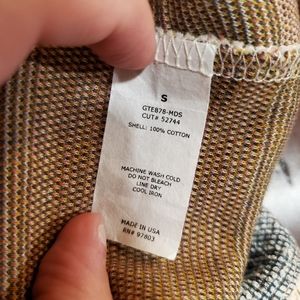 S
GTE878-MDS
CUT# 52744
SHELL: 100% COTTON
MACHINE WASH COLD
DO NOT BLEACH
LINE DRY
COOL IRON
MADE IN USA
RN# 97803